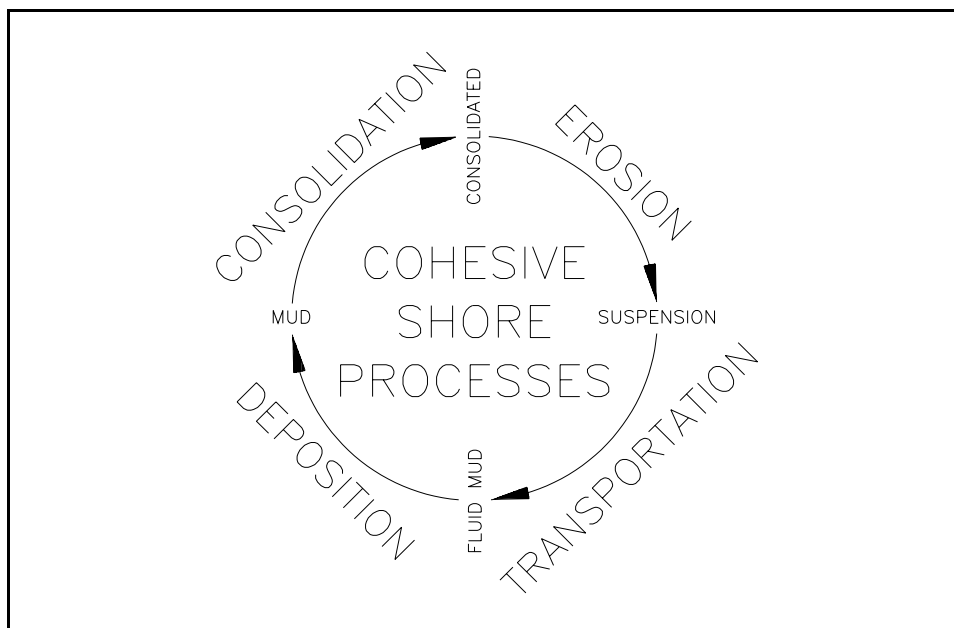 CONSOLIDATION
CONSOLIDATED
EROSION
COHESIVE
SHORE
PROCESSES
MUD
SUSPENSION
DEPOSITION
FLUID MUD
TRANSPORTATION